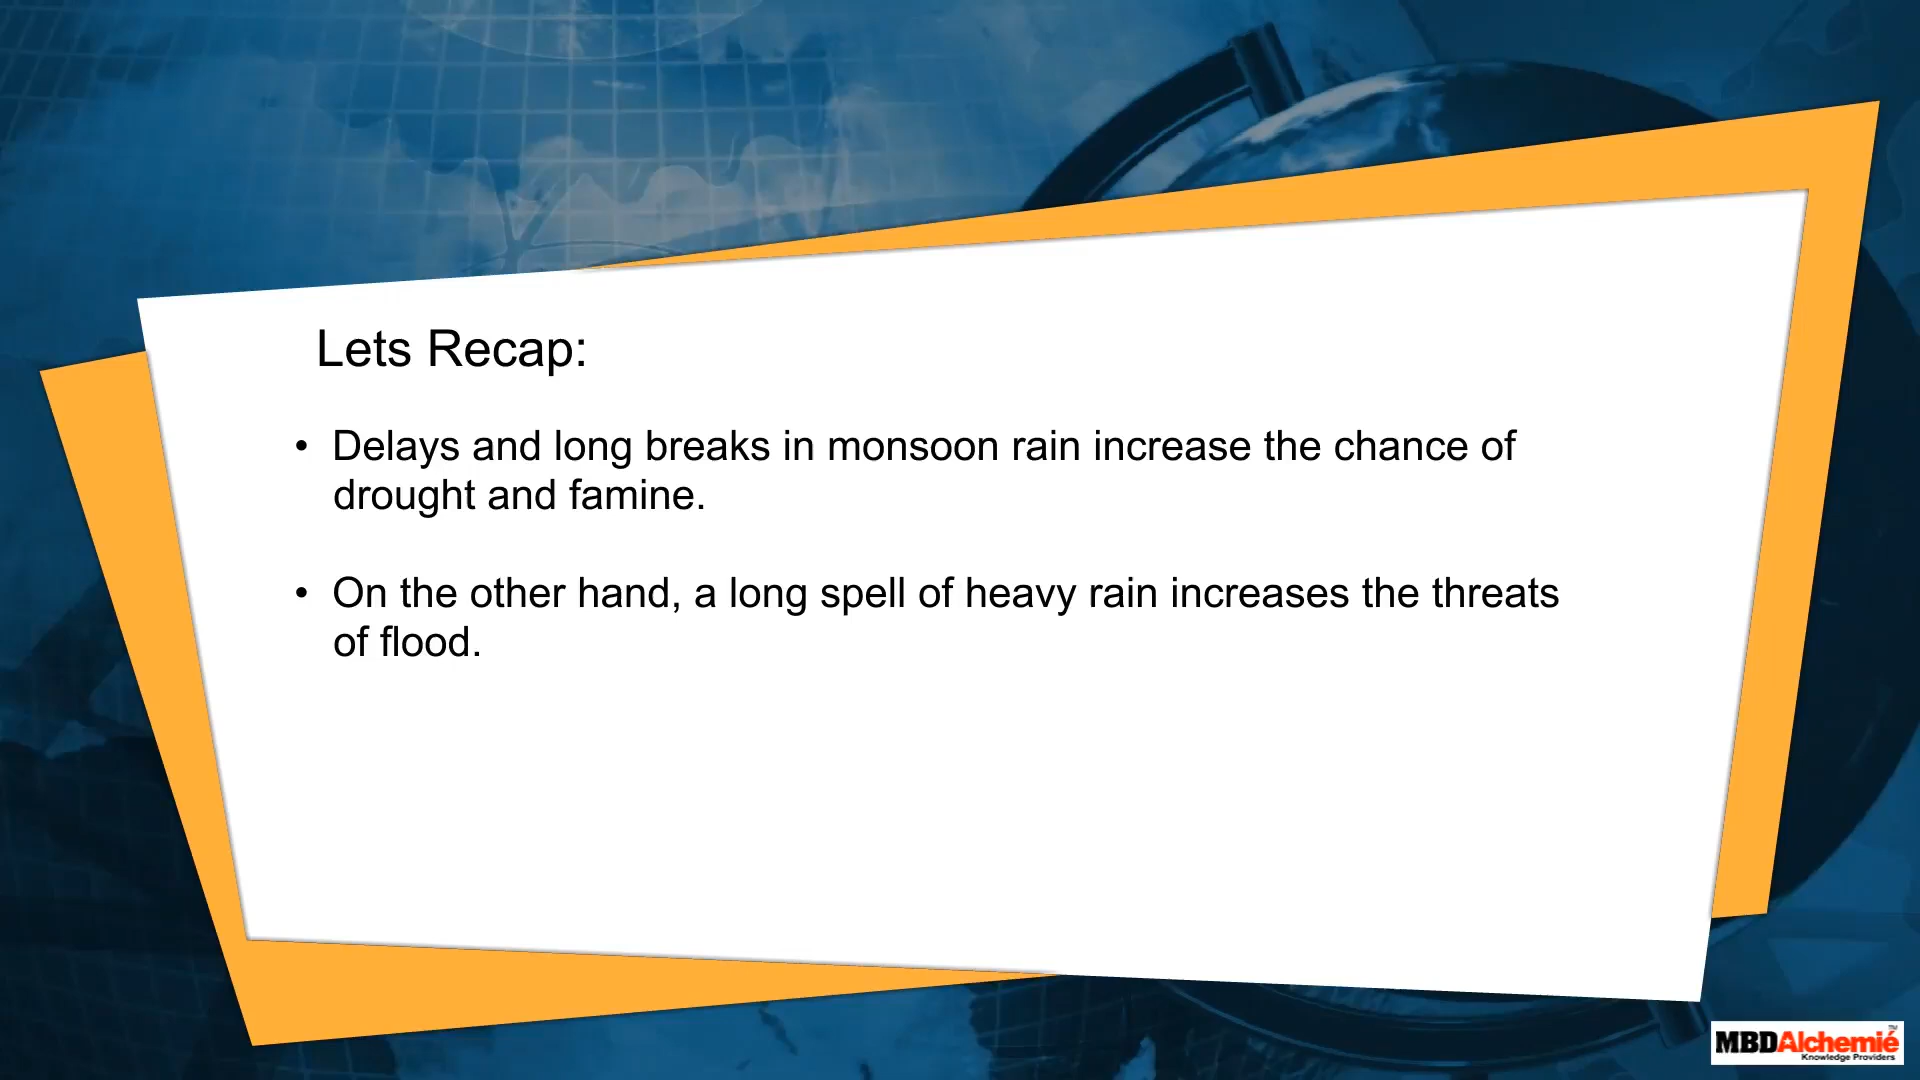 Lets Recap:
• Delays and long breaks in monsoon rain increase the chance of
drought and famine.
• On the other hand, a long spell of heavy rain increases the threats
of flood.
MBDAlchemié™
Knowledge Providers